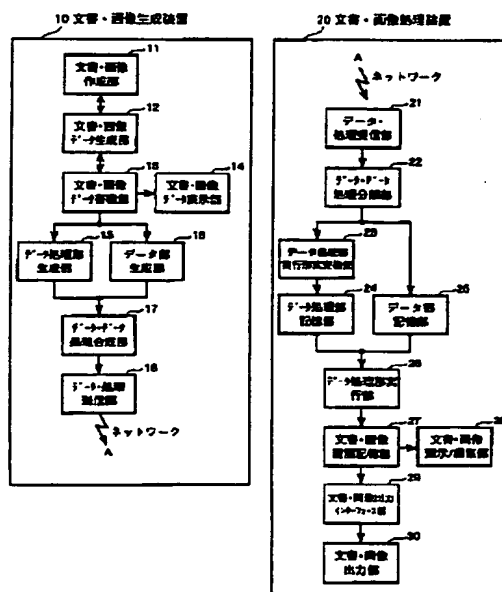 10 文書・画像生成装置
11
文書・画像
作成部
12
文書・画像
データ生成部
13
文書・画像
データ蓄積部
14
文書・画像
データ表示部
15
データ処理部
生成部
16
データ部
生成部
17
データ・データ
処理合成部
18
データ・処理
送信部
ネットワーク
A
20 文書・画像処理装置
A
ネットワーク
21
データ・
処理受信部
22
データ・データ
処理分離部
23
データ処理部
実行形式変換部
24
データ処理部
記憶部
25
データ部
記憶部
26
データ処理部実
行部
27
文書・画像
記憶部
28
文書・画像
表示/
29
文書・画像出力
インターフェース部
30
文書・画像
出力部